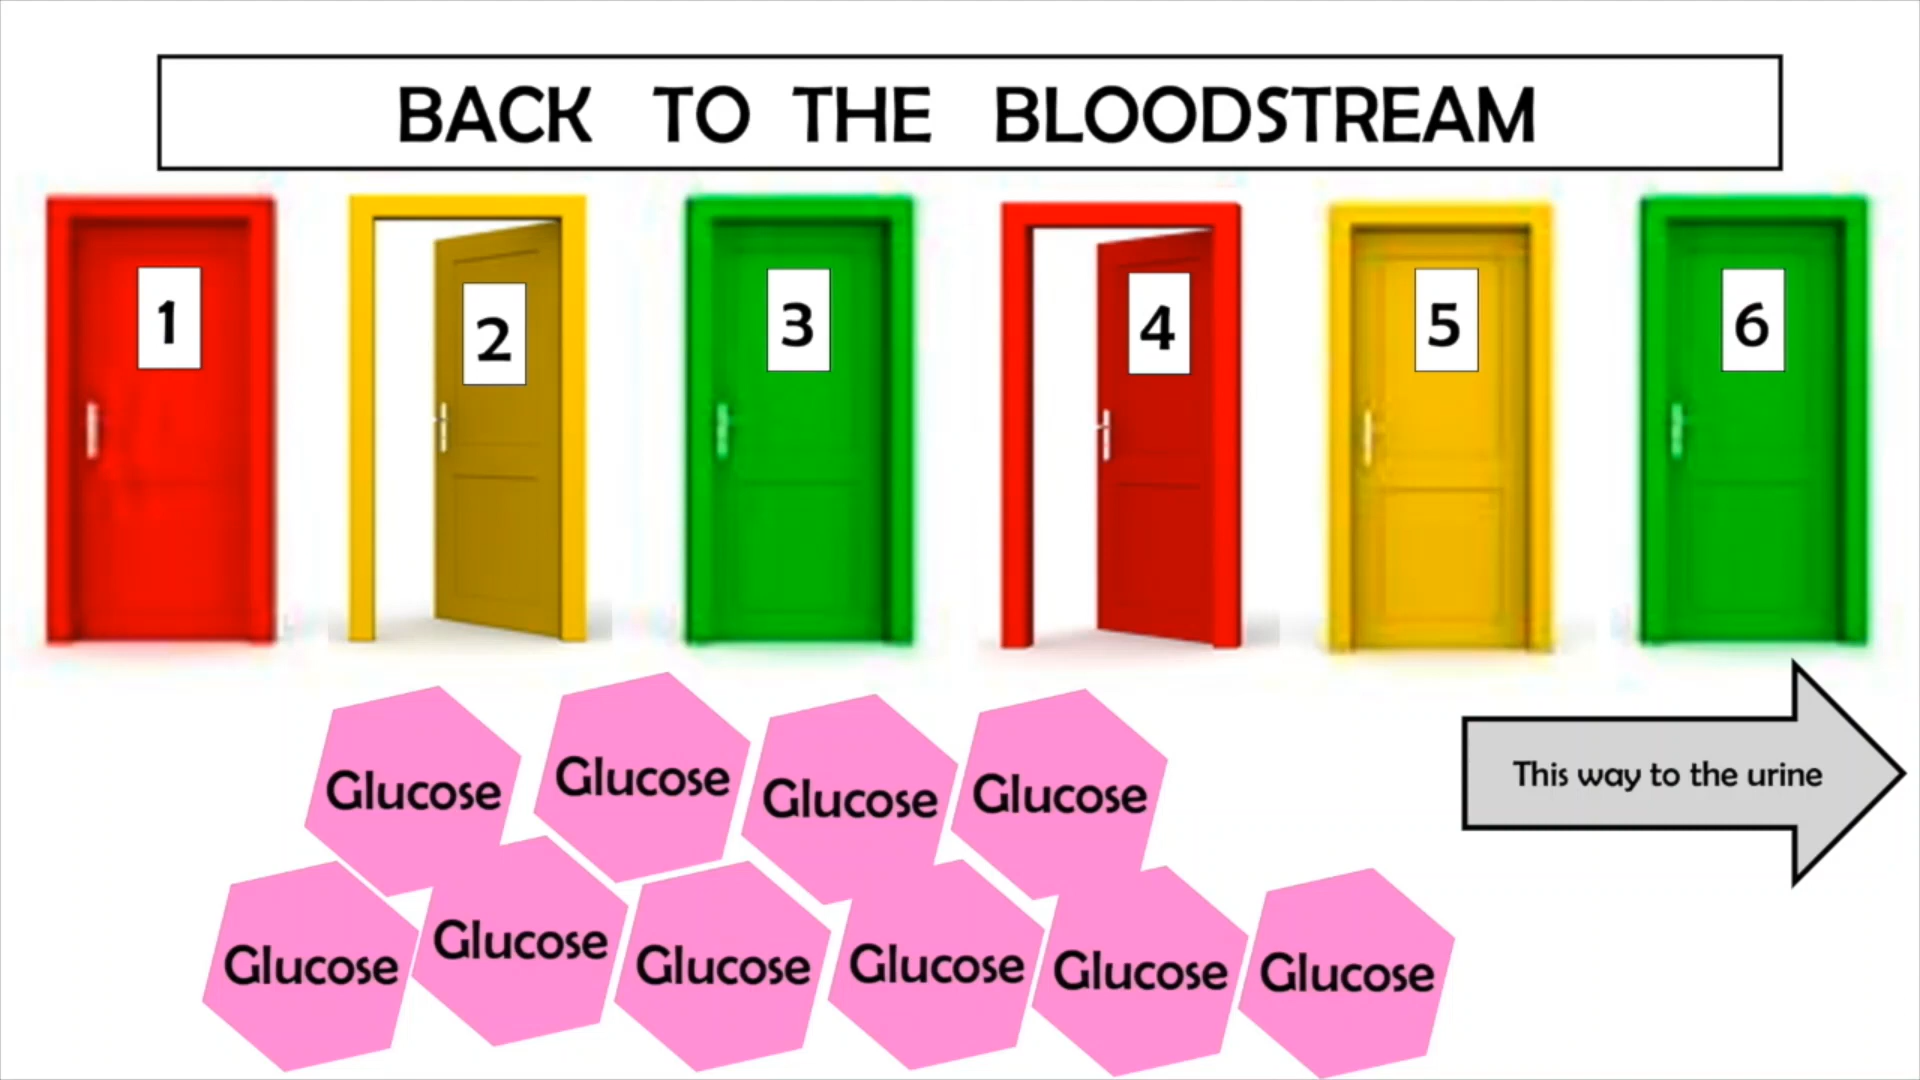 BACK TO THE BLOODSTREAM
1
2
3
4
5
6
Glucose
Glucose
Glucose
Glucose
This way to the urine
Glucose
Glucose
Glucose
Glucose
Glucose
Glucose